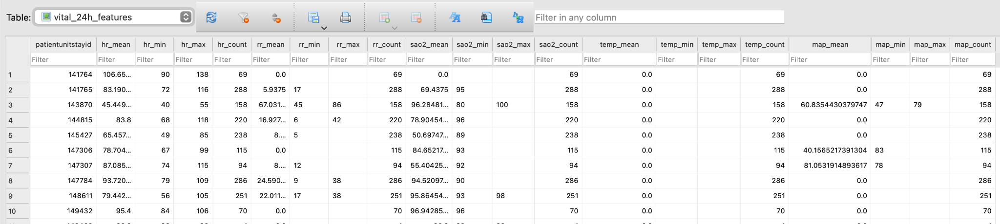 Table: vital_24h_features Filter in any column
patientunitstayid hr_mean hr_min hr_max hr_count rr_mean rr_min rr_max rr_count sao2_mean sao2_min sao2_max sao2_count temp_mean temp_min temp_max temp_count map_mean map_min map_max map_count
Filter Filter Filter Filter Filter Filter Filter Filter Filter Filter Filter Filter Filter Filter Filter Filter Filter Filter Filter Filter Filter
1 141764 106.65... 90 138 69 0.0 69 0.0 69 0.0 69 0.0 69
2 141765 83.190... 72 116 288 5.9375 17 288 69.4375 95 288 0.0 288 0.0 288
3 143870 45.449... 40 55 158 67.031... 45 86 158 96.28481... 80 100 158 0.0 158 60.8354430379747 47 79 158
4 144815 83.8 68 118 220 16.927... 6 42 220 78.90454... 96 220 0.0 220 0.0 220
5 145427 65.457... 49 85 238 8.... 5 238 50.69747... 89 238 0.0 238 0.0 238
6 147306 78.704... 67 99 115 0.0 115 84.65217... 93 115 0.0 115 40.1565217391304 83 115
7 147307 87.085... 74 115 94 8.... 12 94 55.40425... 92 94 0.0 94 81.0531914893617 78 94
8 147784 93.720... 79 109 286 24.590... 9 38 286 94.52097... 90 286 0.0 286 0.0 286
9 148611 79.442... 56 105 251 22.011... 17 38 251 95.86454... 93 98 251 0.0 251 0.0 251
10 149432 95.4 84 106 70 0.0 70 96.94285... 96 70 0.0 70 0.0 70